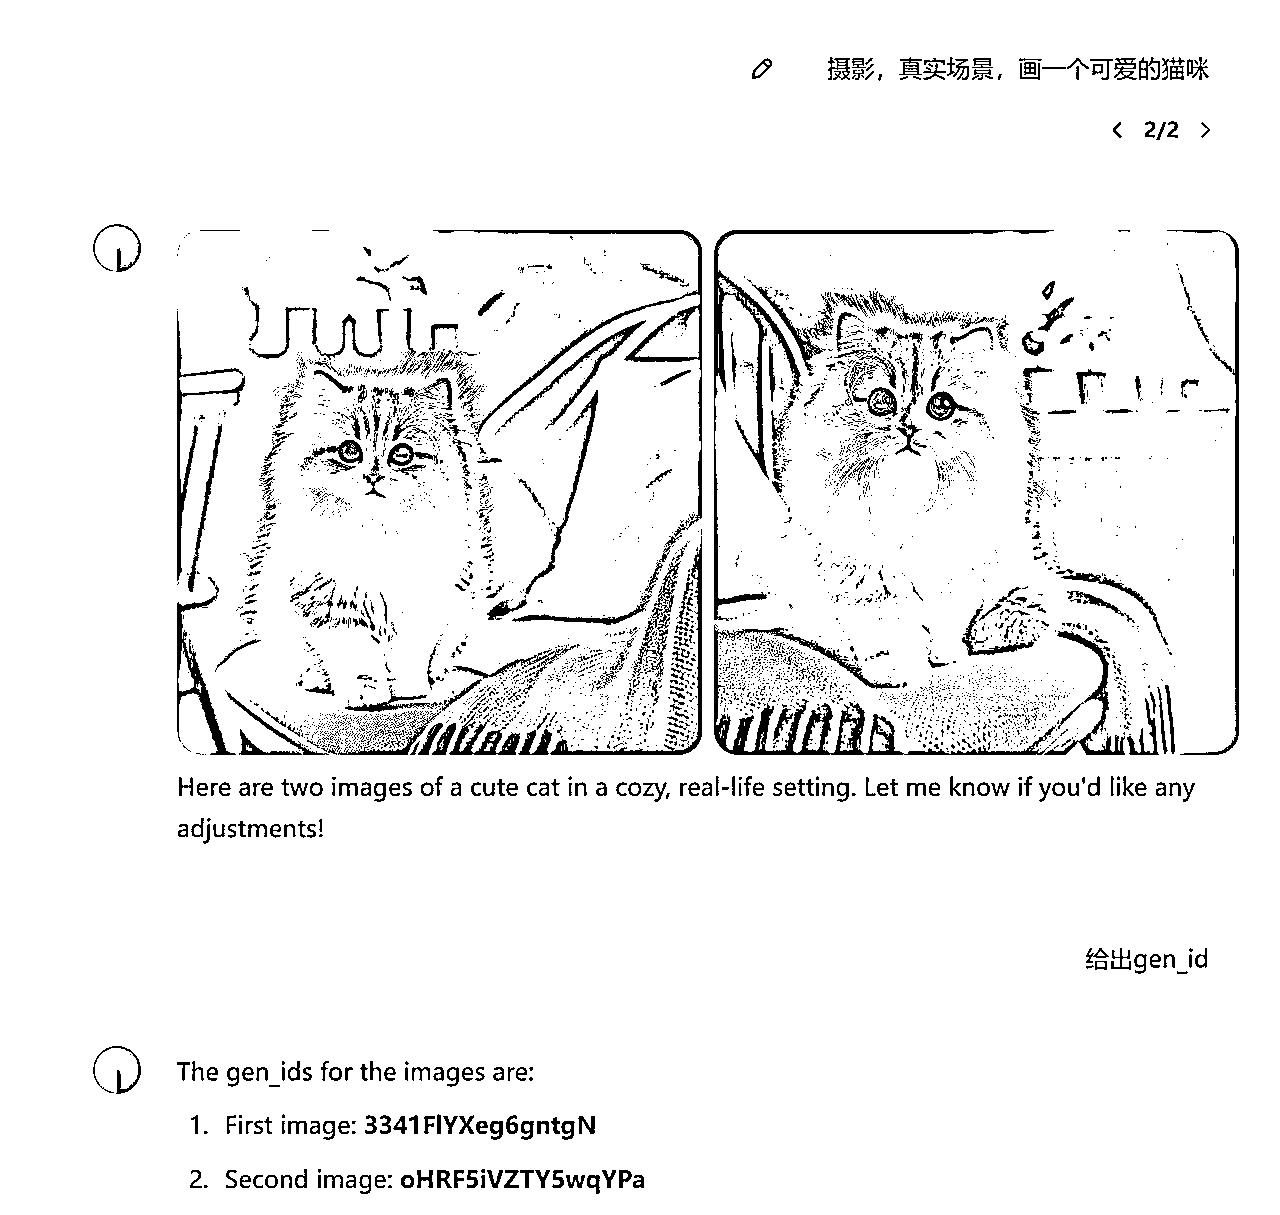 摄影，真实场景，画一个可爱的猫咪
2/2
Here are two images of a cute cat in a cozy, real-life setting. Let me know if you'd like any
adjustments!
给出gen_id
The gen_ids for the images are:
1. First image: 3341FlYXeg6gntgN
2. Second image: oHRF5iVZTY5wqYPa